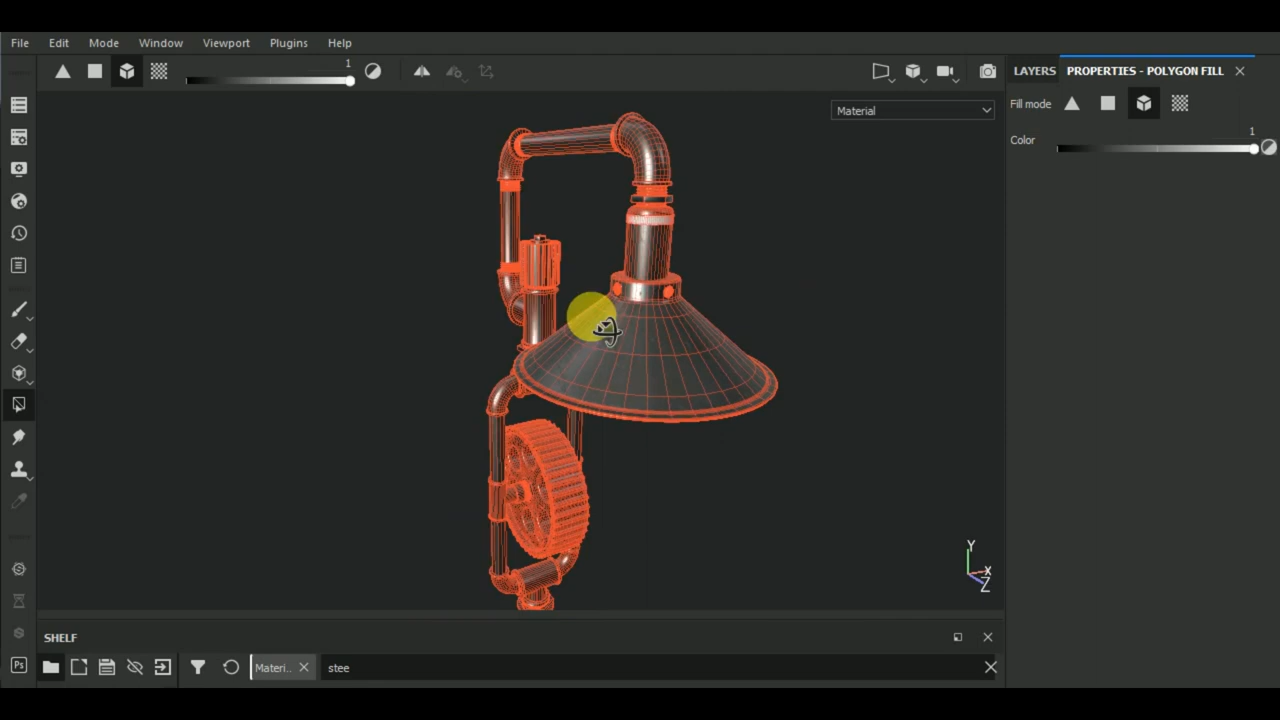 File Edit Mode Window Viewport Plugins Help
1
LAYERS PROPERTIES - POLYGON FILL
Fill mode
Material
1
Color
Y
X
Z
SHELF
Ps
Materi.. stee